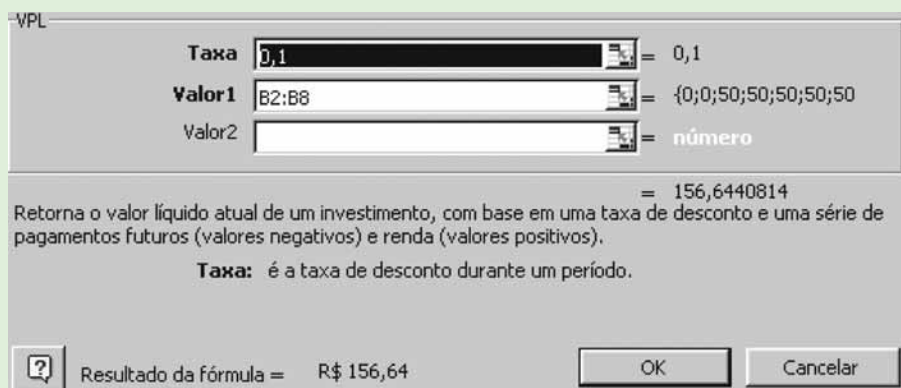 VPL
Taxa 0,1 = 0,1
Valor1 B2:B8 = {0;0;50;50;50;50;50
Valor2 = número
= 156,6440814
Retorna o valor líquido atual de um investimento, com base em uma taxa de desconto e uma série de
pagamentos futuros (valores negativos) e renda (valores positivos).
Taxa: é a taxa de desconto durante um período.
? Resultado da fórmula = R$ 156,64 OK Cancelar